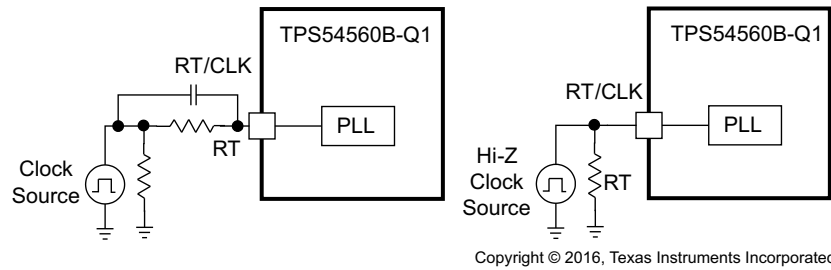 TPS54560B-Q1
RT/CLK
PLL
RT
Clock
Source
TPS54560B-Q1
RT/CLK
PLL
Hi-Z
Clock
Source
RT
Copyright © 2016, Texas Instruments Incorporated